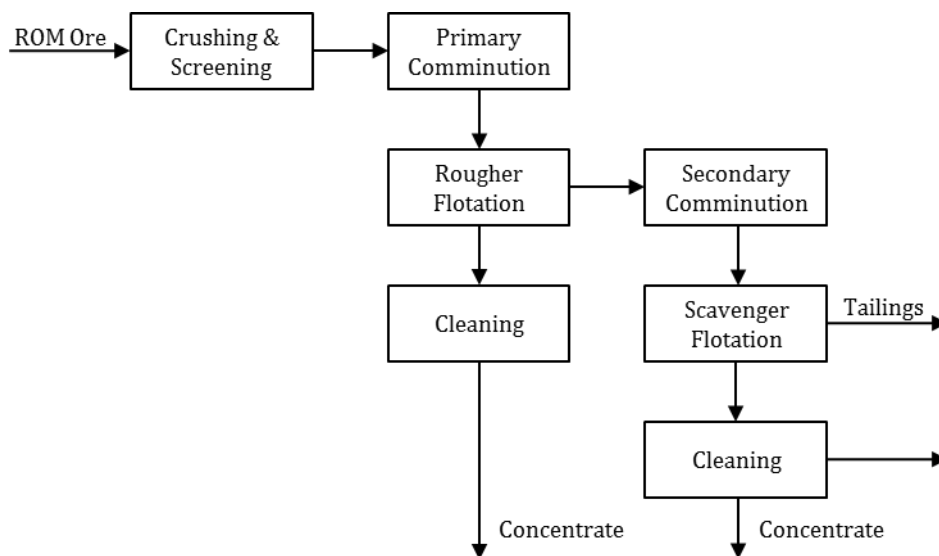 ROM Ore
Crushing &
Screening
Primary
Comminution
Rougher
Flotation
Secondary
Comminution
Cleaning
Scavenger
Flotation
Tailings
Cleaning
Concentrate
Concentrate